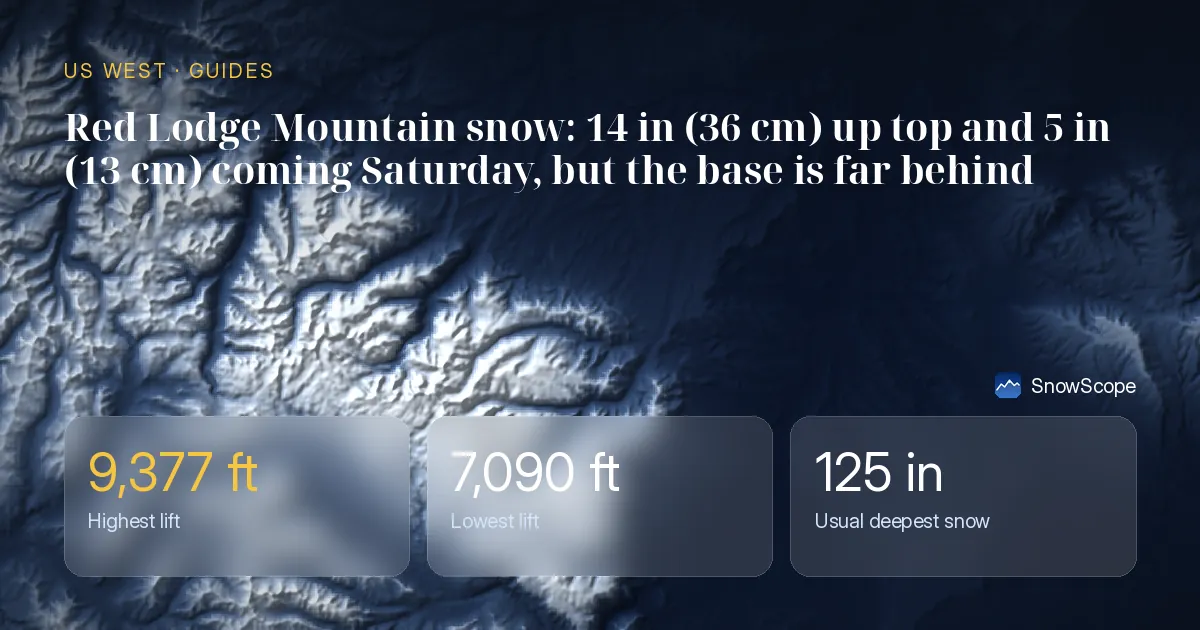 US WEST · GUIDES
Red Lodge Mountain snow: 14 in (36 cm) up top and 5 in
(13 cm) coming Saturday, but the base is far behind
SnowScope
9,377 ft
Highest lift
7,090 ft
Lowest lift
125 in
Usual deepest snow